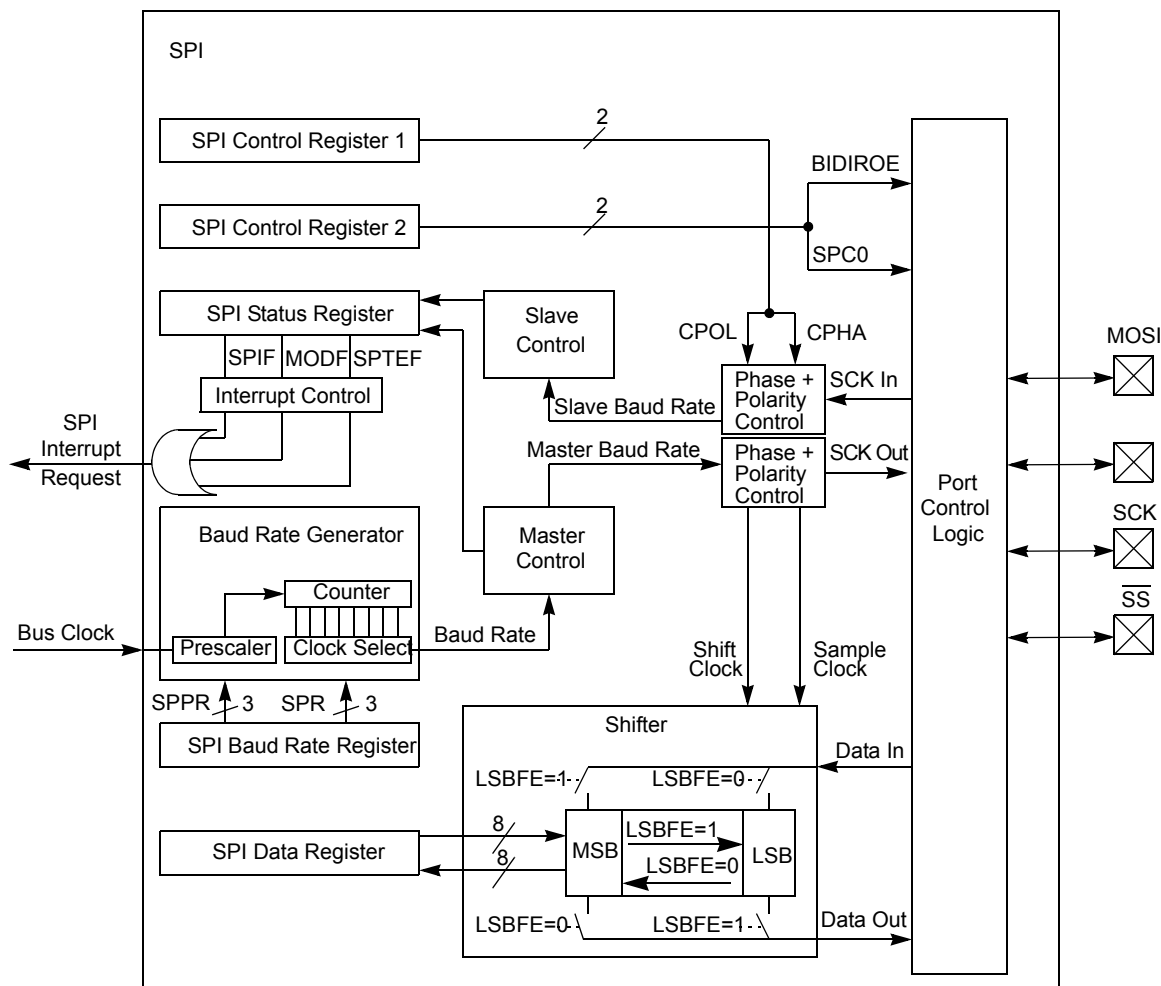 SPI
SPI Control Register 1
2
BIDIROE
SPI Control Register 2
2
SPC0
SPI Status Register
Slave
Control
CPOL
CPHA
MOSI
SPIF
MODF
SPTEF
Interrupt Control
Phase +
Polarity
Control
SCK In
Slave Baud Rate
SPI
Interrupt
Request
Master Baud Rate
Phase +
Polarity
Control
SCK Out
Port
Control
Logic
SCK
Baud Rate Generator
Master
Control
Counter
SS
Bus Clock
Prescaler
Clock Select
Baud Rate
Shift
Clock
Sample
Clock
SPPR
3
SPR
3
Shifter
SPI Baud Rate Register
Data In
LSBFE=1
LSBFE=0
8
LSBFE=1
SPI Data Register
MSB
LSB
8
LSBFE=0
LSBFE=0
LSBFE=1
Data Out